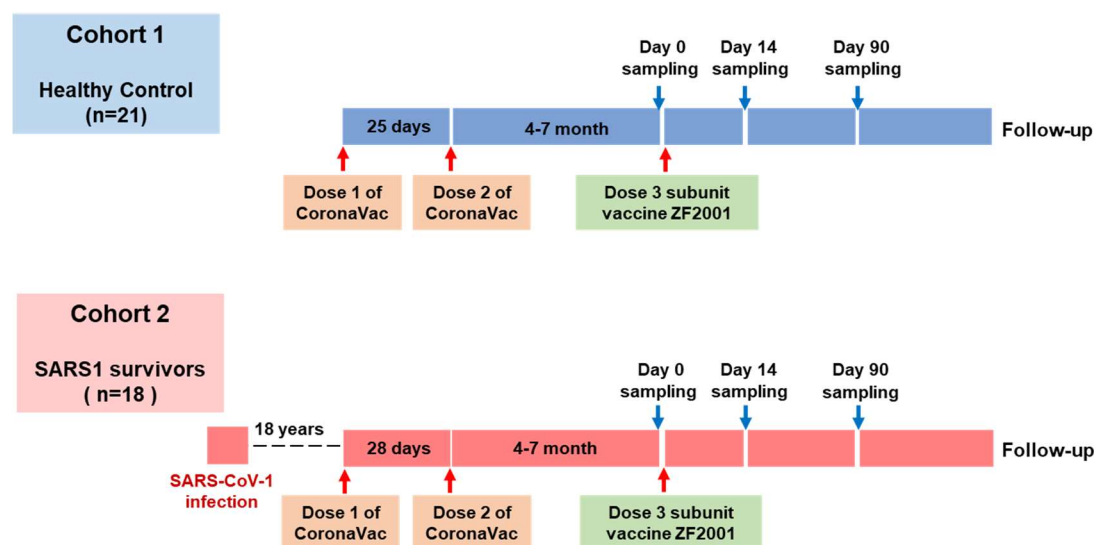 Cohort 1
Healthy Control
(n=21)
Day 0
sampling
Day 14
sampling
Day 90
sampling
25 days
4-7 month
Follow-up
Dose 1 of
CoronaVac
Dose 2 of
CoronaVac
Dose 3 subunit
vaccine ZF2001
Cohort 2
SARS1 survivors
( n=18 )
Day 0
sampling
Day 14
sampling
Day 90
sampling
18 years
28 days
4-7 month
Follow-up
SARS-CoV-1
infection
Dose 1 of
CoronaVac
Dose 2 of
CoronaVac
Dose 3 subunit
vaccine ZF2001